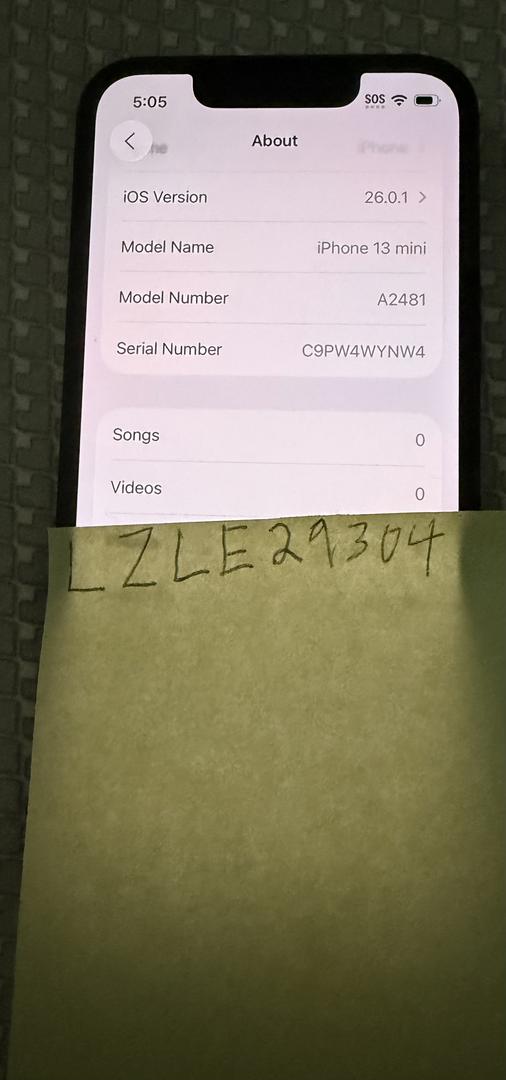 5:05 SOS
About
iOS Version 26.0.1
Model Name iPhone 13 mini
Model Number A2481
Serial Number C9PW4WYNW4
Songs 0
Videos 0
LZLE29304